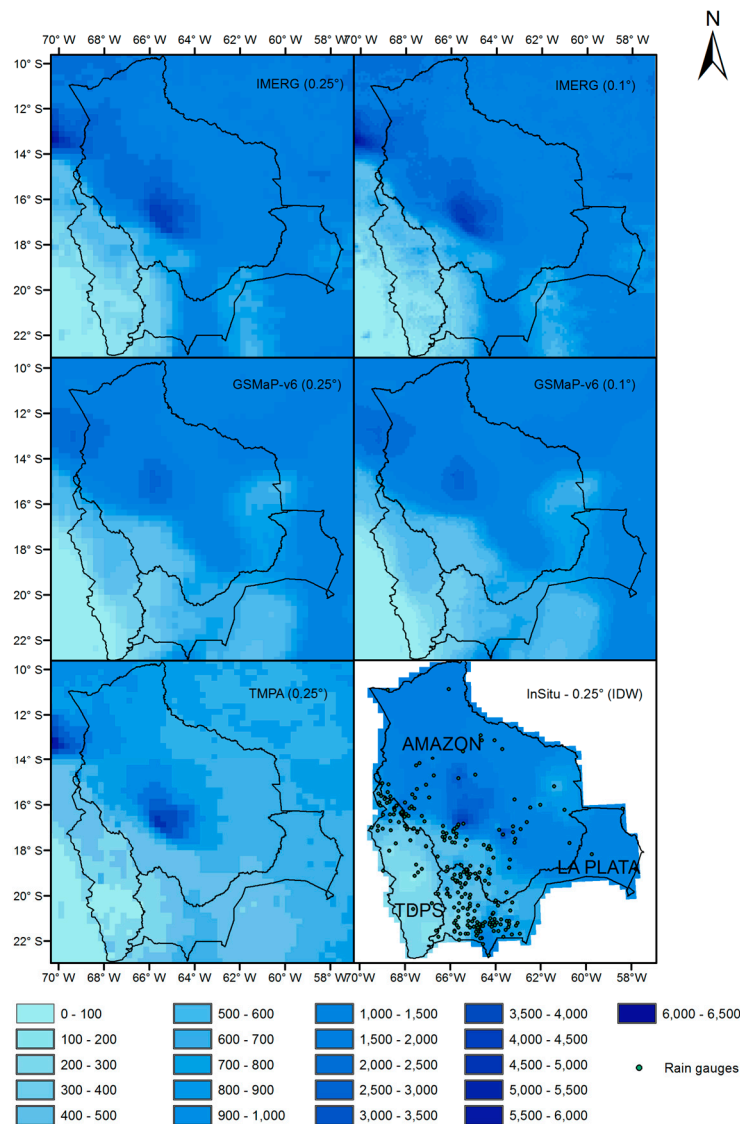 N
70° W 68° W 66° W 64° W 62° W 60° W 58° W 70° W 68° W 66° W 64° W 62° W 60° W 58° W
10° S
12° S
14° S
16° S
18° S
20° S
22° S
IMERG (0.25°)
IMERG (0.1°)
10° S
12° S
14° S
16° S
18° S
20° S
22° S
GSMaP-v6 (0.25°)
GSMaP-v6 (0.1°)
10° S
12° S
14° S
16° S
18° S
20° S
22° S
TMPA (0.25°)
InSitu - 0.25° (IDW)
AMAZON
LA PLATA
TDPS
70° W 68° W 66° W 64° W 62° W 60° W 58° W 70° W 68° W 66° W 64° W 62° W 60° W 58° W
0 - 100
100 - 200
200 - 300
300 - 400
400 - 500
500 - 600
600 - 700
700 - 800
800 - 900
900 - 1,000
1,000 - 1,500
1,500 - 2,000
2,000 - 2,500
2,500 - 3,000
3,000 - 3,500
3,500 - 4,000
4,000 - 4,500
4,500 - 5,000
5,000 - 5,500
5,500 - 6,000
6,000 - 6,500
Rain gauges